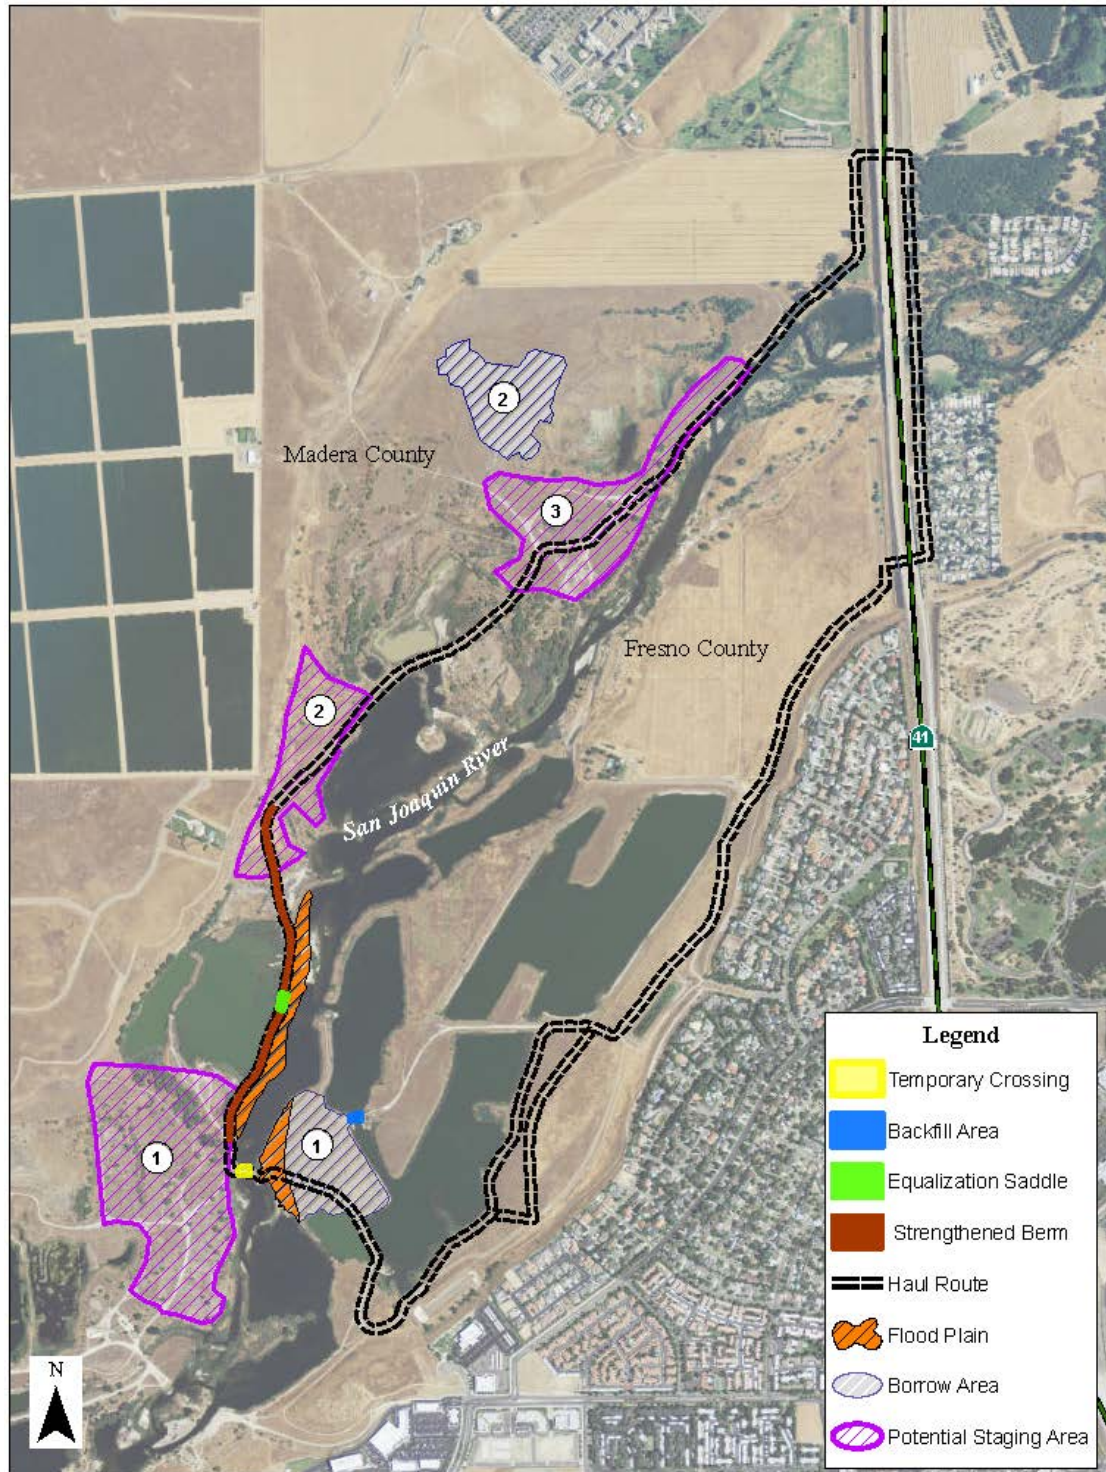 2
Madera County
3
Fresno County
2
41
San Joaquin River
1
1
Legend
Temporary Crossing
Backfill Area
Equalization Saddle
Strengthened Berm
Haul Route
Flood Plain
Borrow Area
Potential Staging Area
N